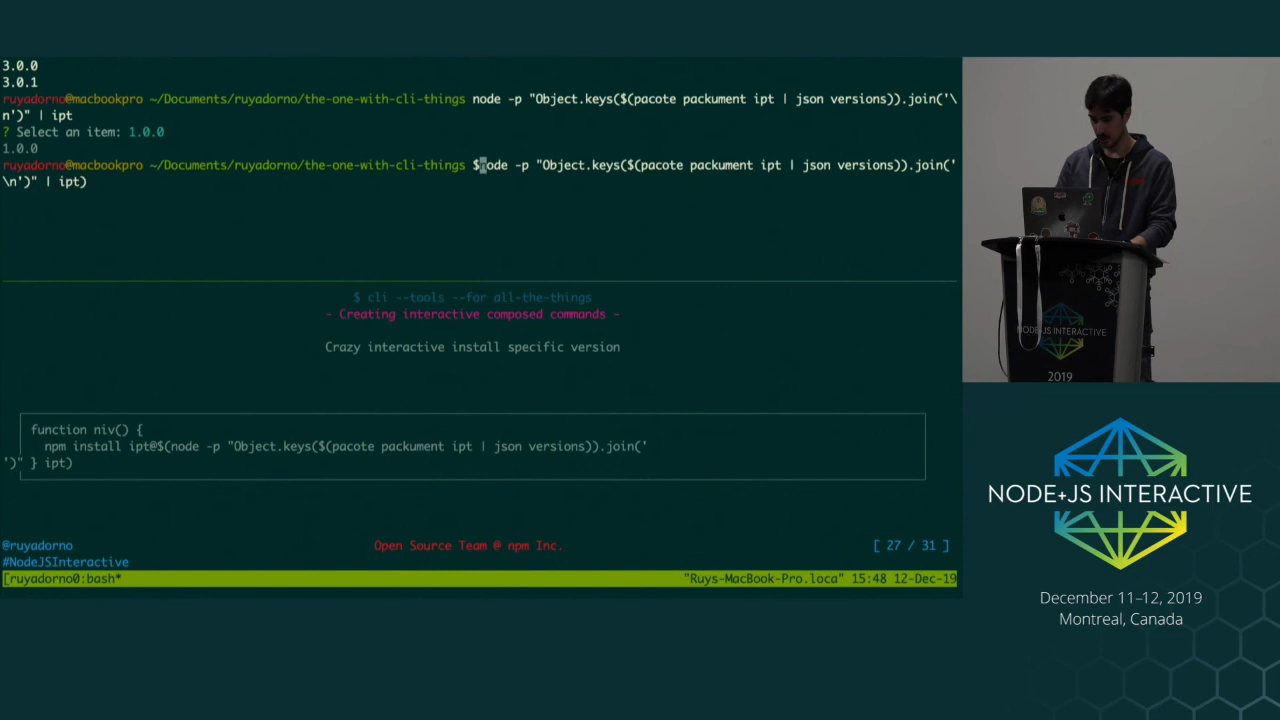 3.0.0
3.0.1
ruyadorno@macbookpro ~/Documents/ruyadorno/the-one-with-cli-things node -p "Object.keys($(pacote packument ipt | json versions)).join('\
n')" | ipt
? Select an item: 1.0.0
1.0.0
ruyadorno@macbookpro ~/Documents/ruyadorno/the-one-with-cli-things $node -p "Object.keys($(pacote packument ipt | json versions)).join('
\n')" | ipt)
$ cli --tools --for all-the-things
- Creating interactive composed commands -
Crazy interactive install specific version
function niv() {
npm install ipt@$(node -p "Object.keys($(pacote packument ipt | json versions)).join('
')" } ipt)
@ruyadorno
Open Source Team @ npm Inc.
[ 27 / 31 ]
#NodeJSInteractive
[ruyadorno0:bash*
"Ruys-MacBook-Pro.loca" 15:48 12-Dec-19
NODE+JS INTERACTIVE
2019
NODE+JS INTERACTIVE
December 11–12, 2019
Montreal, Canada